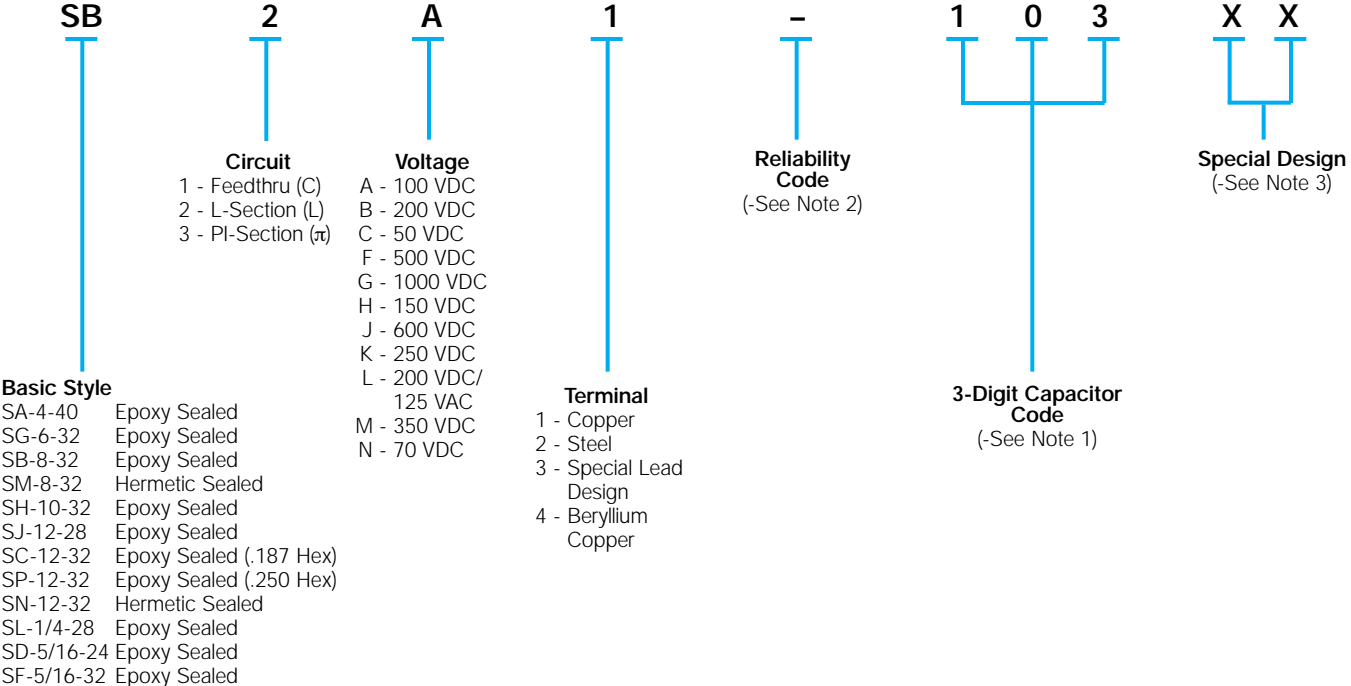 SB 2 A 1 – 1 0 3 X X
Circuit
1 - Feedthru (C)
2 - L-Section (L)
3 - PI-Section (π)
Voltage
A - 100 VDC
B - 200 VDC
C - 50 VDC
F - 500 VDC
G - 1000 VDC
H - 150 VDC
J - 600 VDC
K - 250 VDC
L - 200 VDC/
125 VAC
M - 350 VDC
N - 70 VDC
Reliability
Code
(-See Note 2)
Special Design
(-See Note 3)
Basic Style
SA-4-40 Epoxy Sealed
SG-6-32 Epoxy Sealed
SB-8-32 Epoxy Sealed
SM-8-32 Hermetic Sealed
SH-10-32 Epoxy Sealed
SJ-12-28 Epoxy Sealed
SC-12-32 Epoxy Sealed (.187 Hex)
SP-12-32 Epoxy Sealed (.250 Hex)
SN-12-32 Hermetic Sealed
SL-1/4-28 Epoxy Sealed
SD-5/16-24 Epoxy Sealed
SF-5/16-32 Epoxy Sealed
Terminal
1 - Copper
2 - Steel
3 - Special Lead
Design
4 - Beryllium
Copper
3-Digit Capacitor
Code
(-See Note 1)